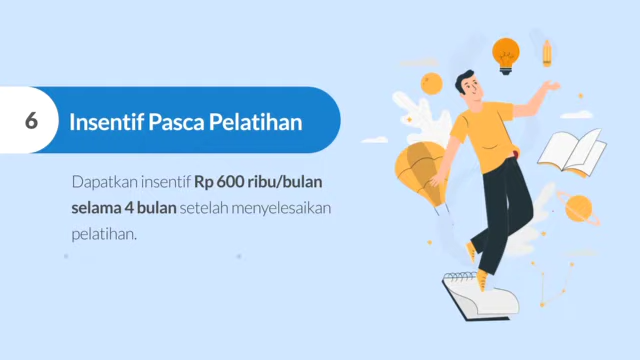 6
Insentif Pasca Pelatihan
Dapatkan insentif Rp 600 ribu/bulan
selama 4 bulan setelah menyelesaikan
pelatihan.